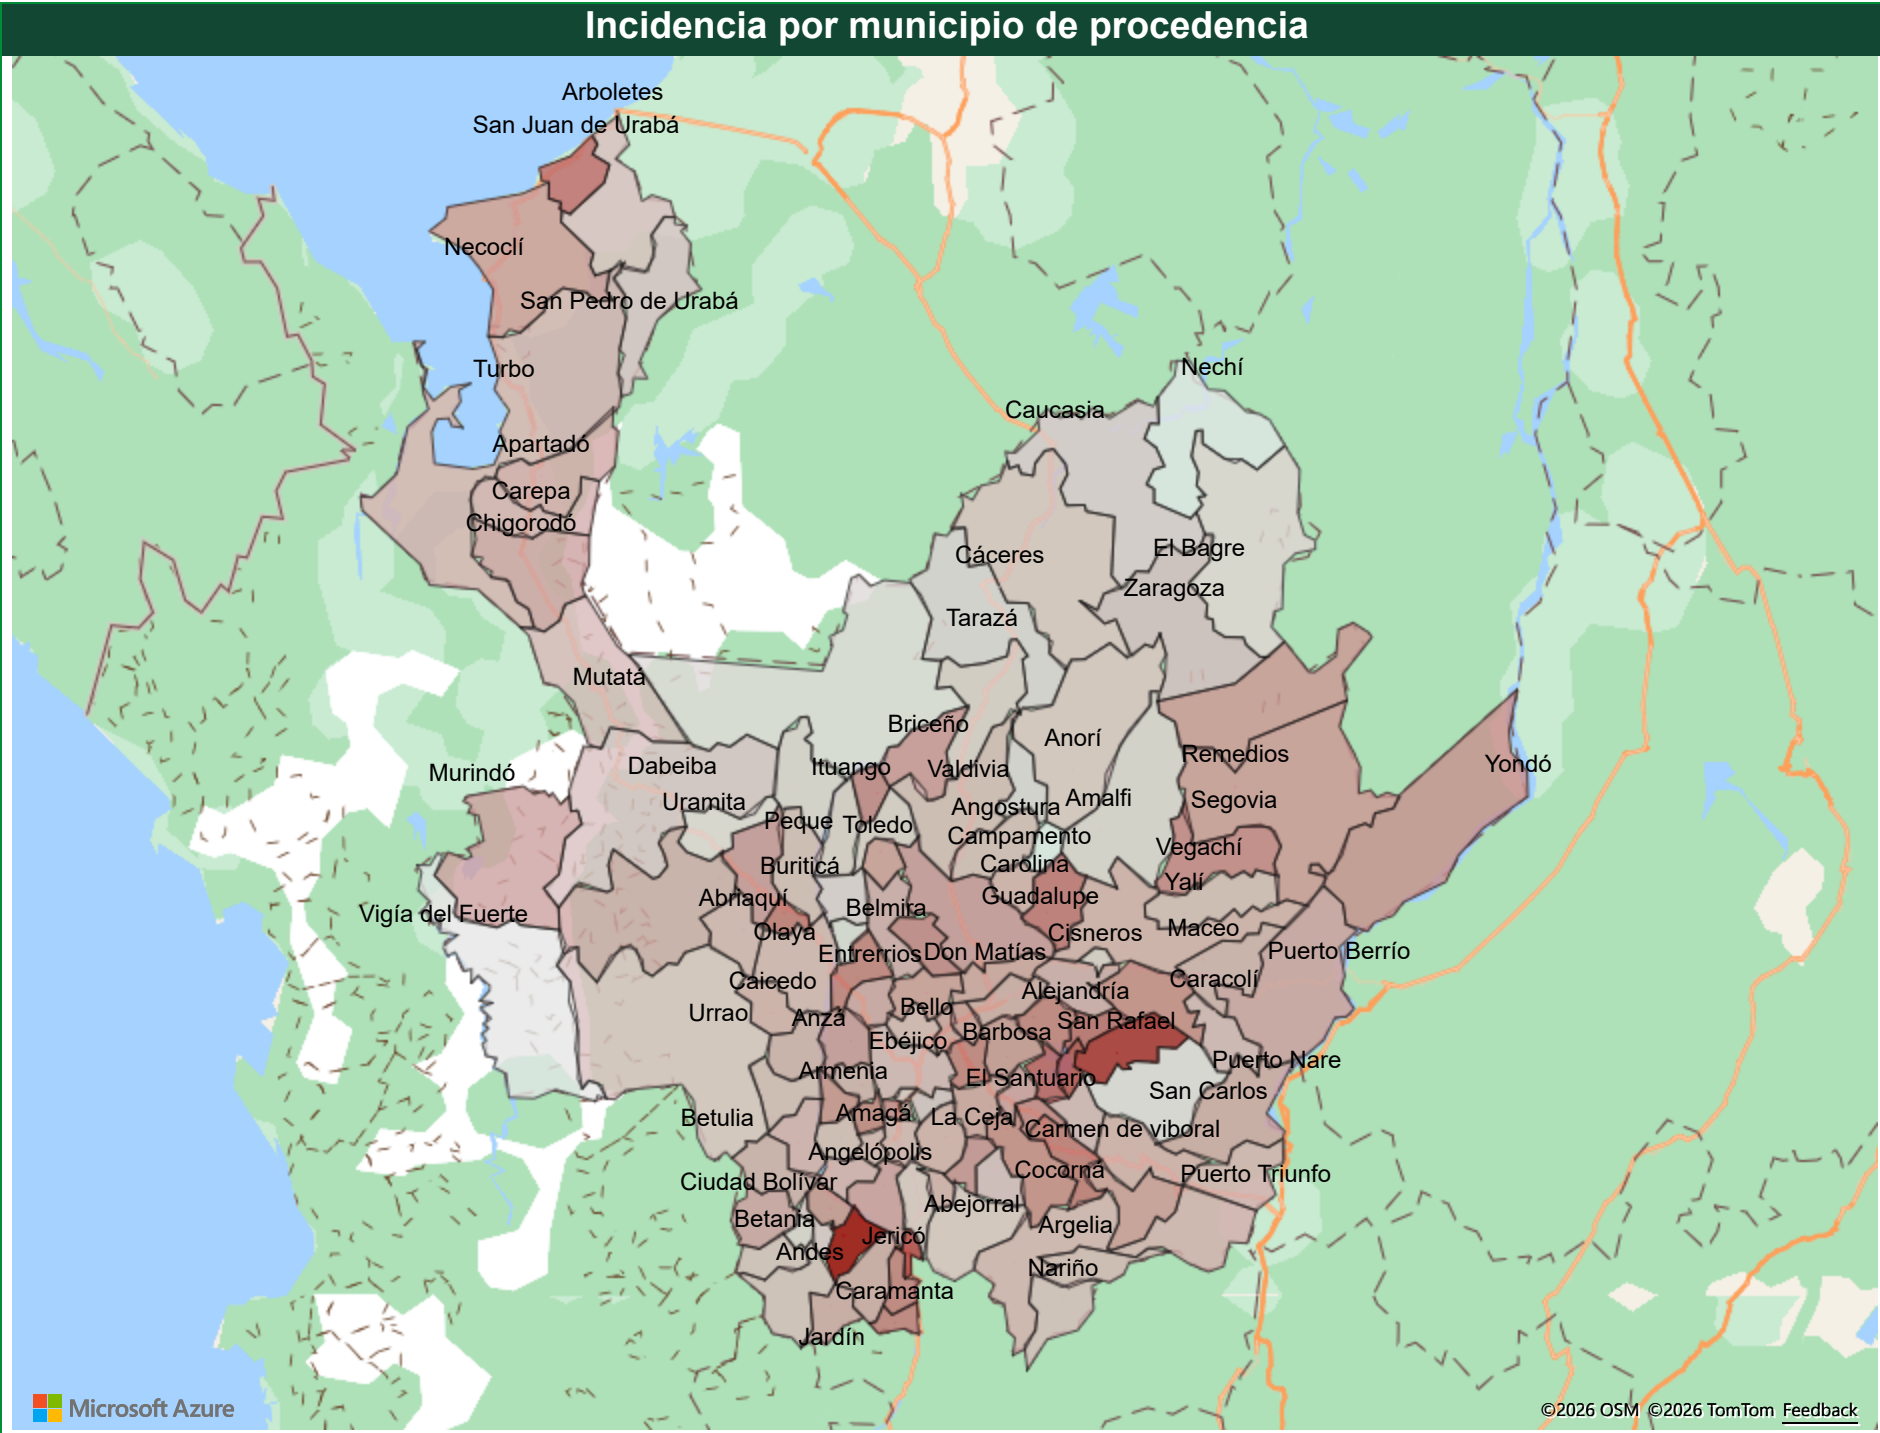 Incidencia por municipio de procedencia
Arboletes
San Juan de Urabá
Necoclí
San Pedro de Urabá
Turbo
Nechí
Caucasia
Apartadó
Carepa
Chigorodó
Cáceres
El Bagre
Zaragoza
Tarazá
Mutatá
Briceño
Anorí
Remedios
Yondó
Murindó
Dabeiba
Ituango
Valdivia
Uramita
Angostura
Amalfi
Segovia
Peque
Toledo
Campamento
Vegachí
Buriticá
Carolina
Yalí
Abriaquí
Guadalupe
Vigía del Fuerte
Belmira
Olaya
Cisneros
Maceo
Entrerrios
Don Matías
Puerto Berrío
Caicedo
Caracolí
Alejandría
Urrao
Anzá
Bello
Barbosa
San Rafael
Ebéjico
Puerto Nare
Armenia
El Santuario
San Carlos
Betulia
Amagá
La Ceja
Carmen de viboral
Angelópolis
Ciudad Bolívar
Cocorná
Puerto Triunfo
Betania
Abejorral
Argelia
Andes
Jericó
Nariño
Caramanta
Jardín
Microsoft Azure
©2026 OSM ©2026 TomTom Feedback